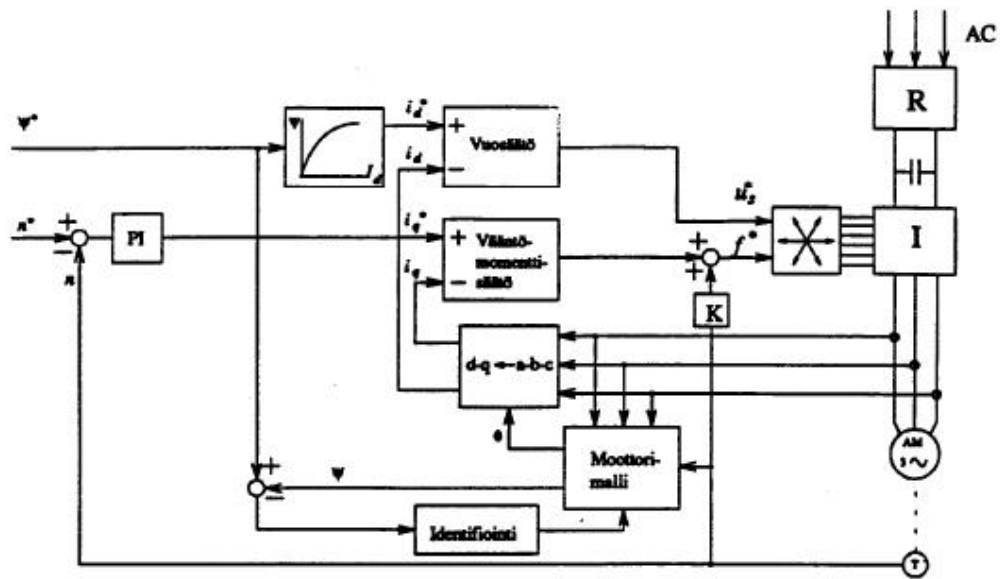 AC
R
Ψ*
Ψ
I_d
i_d*
+
Vuosäätö
i_d
−
u_s*
n*
+
−
PI
i_q*
+
Vääntö-
momentti-
säätö
i_q
−
+
+
f*
I
n
K
d-q ← a-b-c
θ
AM
3 ~
Moottori-
malli
+
−
Ψ
Identifiointi
T